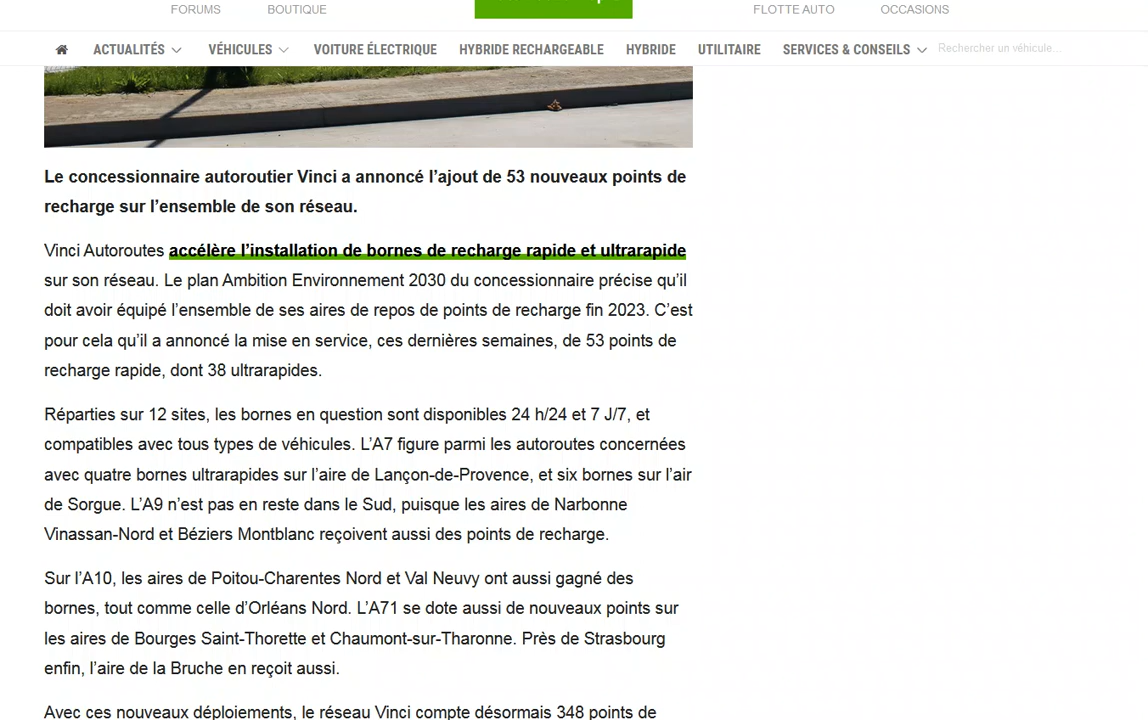 FORUMS BOUTIQUE FLOTTE AUTO OCCASIONS
ACTUALITÉS VÉHICULES VOITURE ÉLECTRIQUE HYBRIDE RECHARGEABLE HYBRIDE UTILITAIRE SERVICES & CONSEILS Rechercher un véhicule…
Le concessionnaire autoroutier Vinci a annoncé l’ajout de 53 nouveaux points de
recharge sur l’ensemble de son réseau.
Vinci Autoroutes accélère l’installation de bornes de recharge rapide et ultrarapide
sur son réseau. Le plan Ambition Environnement 2030 du concessionnaire précise qu’il
doit avoir équipé l’ensemble de ses aires de repos de points de recharge fin 2023. C’est
pour cela qu’il a annoncé la mise en service, ces dernières semaines, de 53 points de
recharge rapide, dont 38 ultrarapides.
Réparties sur 12 sites, les bornes en question sont disponibles 24 h/24 et 7 J/7, et
compatibles avec tous types de véhicules. L’A7 figure parmi les autoroutes concernées
avec quatre bornes ultrarapides sur l’aire de Lançon-de-Provence, et six bornes sur l’air
de Sorgue. L’A9 n’est pas en reste dans le Sud, puisque les aires de Narbonne
Vinassan-Nord et Béziers Montblanc reçoivent aussi des points de recharge.
Sur l’A10, les aires de Poitou-Charentes Nord et Val Neuvy ont aussi gagné des
bornes, tout comme celle d’Orléans Nord. L’A71 se dote aussi de nouveaux points sur
les aires de Bourges Saint-Thorette et Chaumont-sur-Tharonne. Près de Strasbourg
enfin, l’aire de la Bruche en reçoit aussi.
Avec ces nouveaux déploiements, le réseau Vinci compte désormais 348 points de